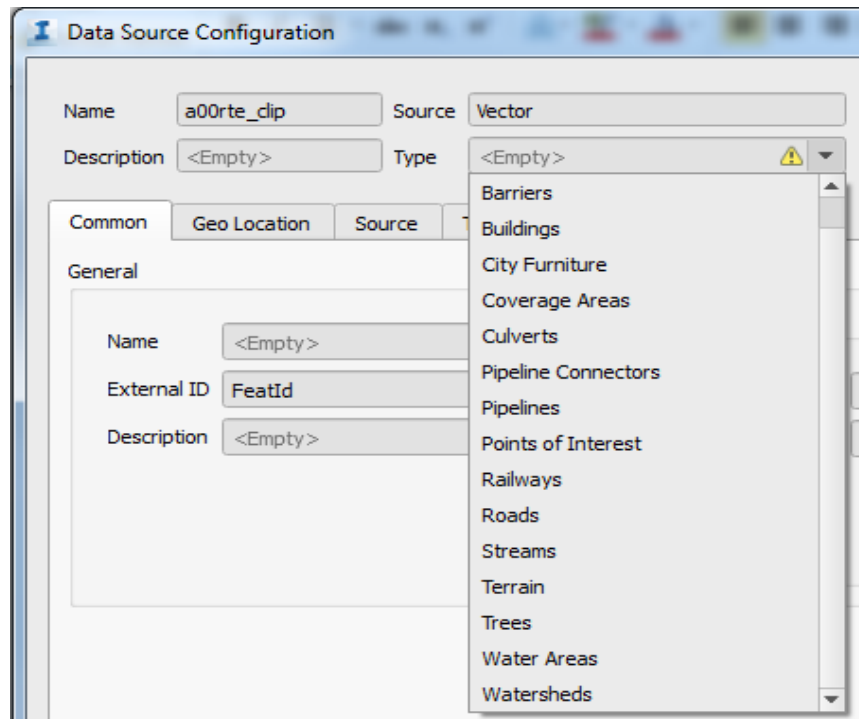 Data Source Configuration
Name a00rte_clip Source Vector
Description <Empty> Type <Empty>
Common Geo Location Source
General
Name <Empty>
External ID FeatId
Description <Empty>
Barriers
Buildings
City Furniture
Coverage Areas
Culverts
Pipeline Connectors
Pipelines
Points of Interest
Railways
Roads
Streams
Terrain
Trees
Water Areas
Watersheds